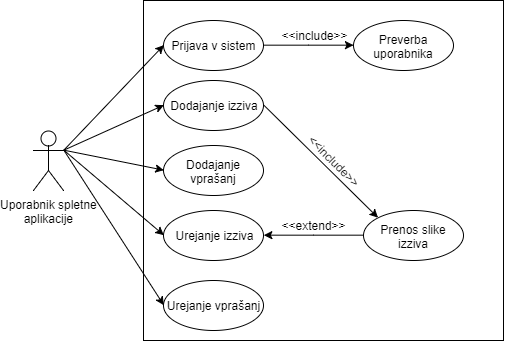 Prijava v sistem
<<include>>
Preverba
uporabnika
Dodajanje izziva
<<include>>
Dodajanje
vprašanj
Uporabnik spletne
aplikacije
Urejanje izziva
<<extend>>
Prenos slike
izziva
Urejanje vprašanj